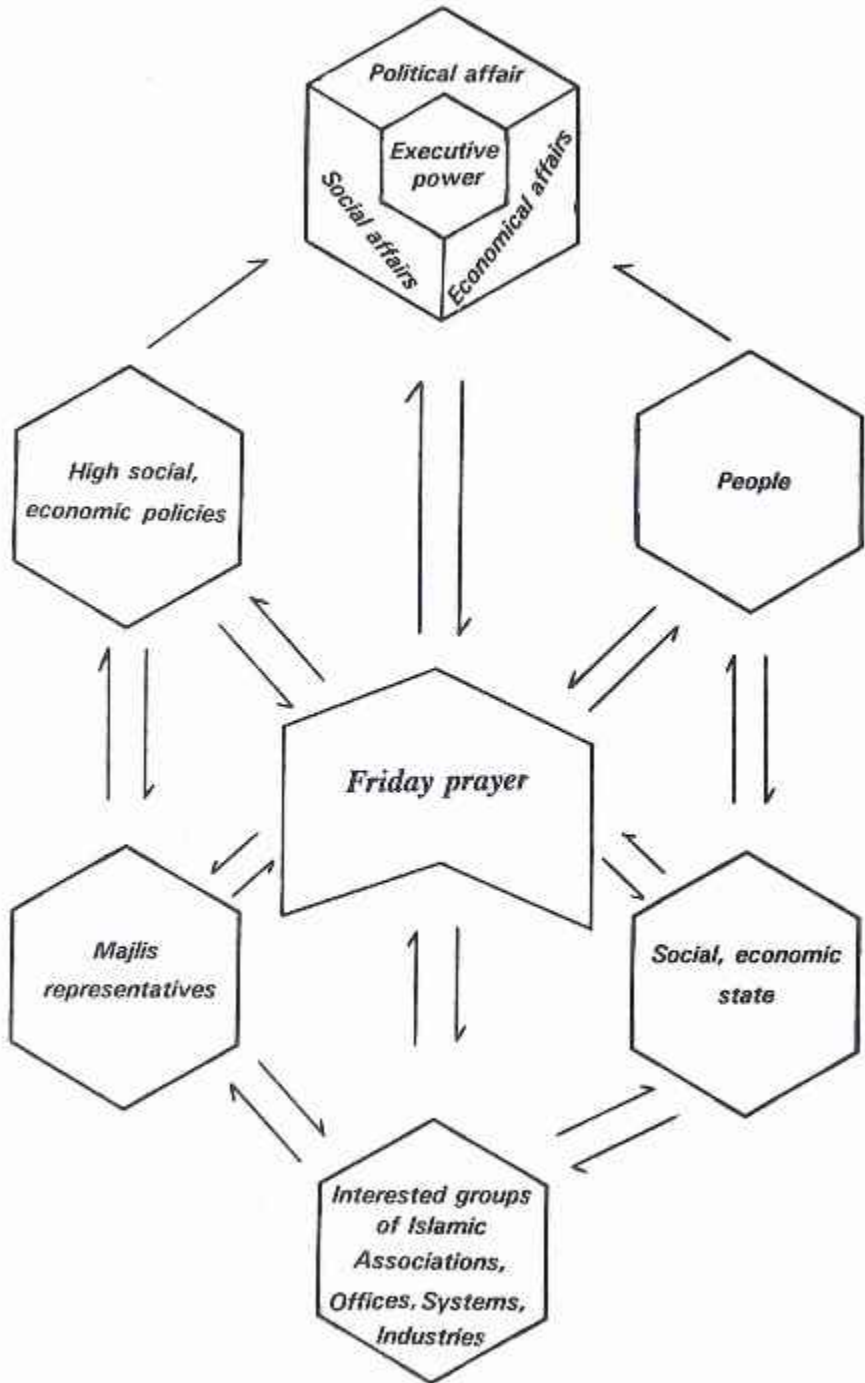 Political affair
Executive
power
Social affairs
Economical affairs
High social,
economic policies
People
Friday prayer
Majlis
representatives
Social, economic
state
Interested groups
of Islamic
Associations,
Offices, Systems,
Industries